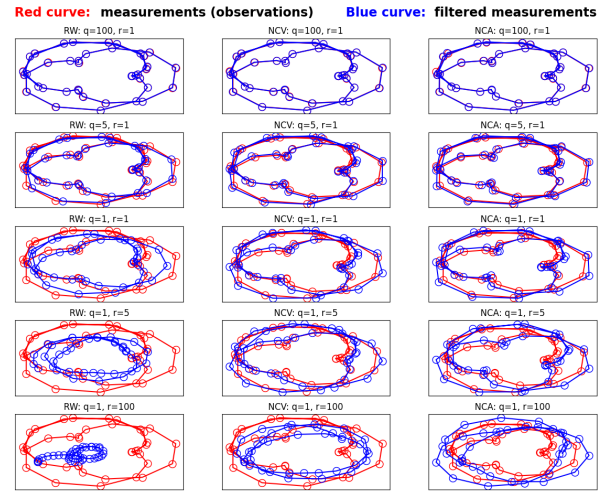 Red curve: measurements (observations) Blue curve: filtered measurements
RW: q=100, r=1 NCV: q=100, r=1 NCA: q=100, r=1
RW: q=5, r=1 NCV: q=5, r=1 NCA: q=5, r=1
RW: q=1, r=1 NCV: q=1, r=1 NCA: q=1, r=1
RW: q=1, r=5 NCV: q=1, r=5 NCA: q=1, r=5
RW: q=1, r=100 NCV: q=1, r=100 NCA: q=1, r=100